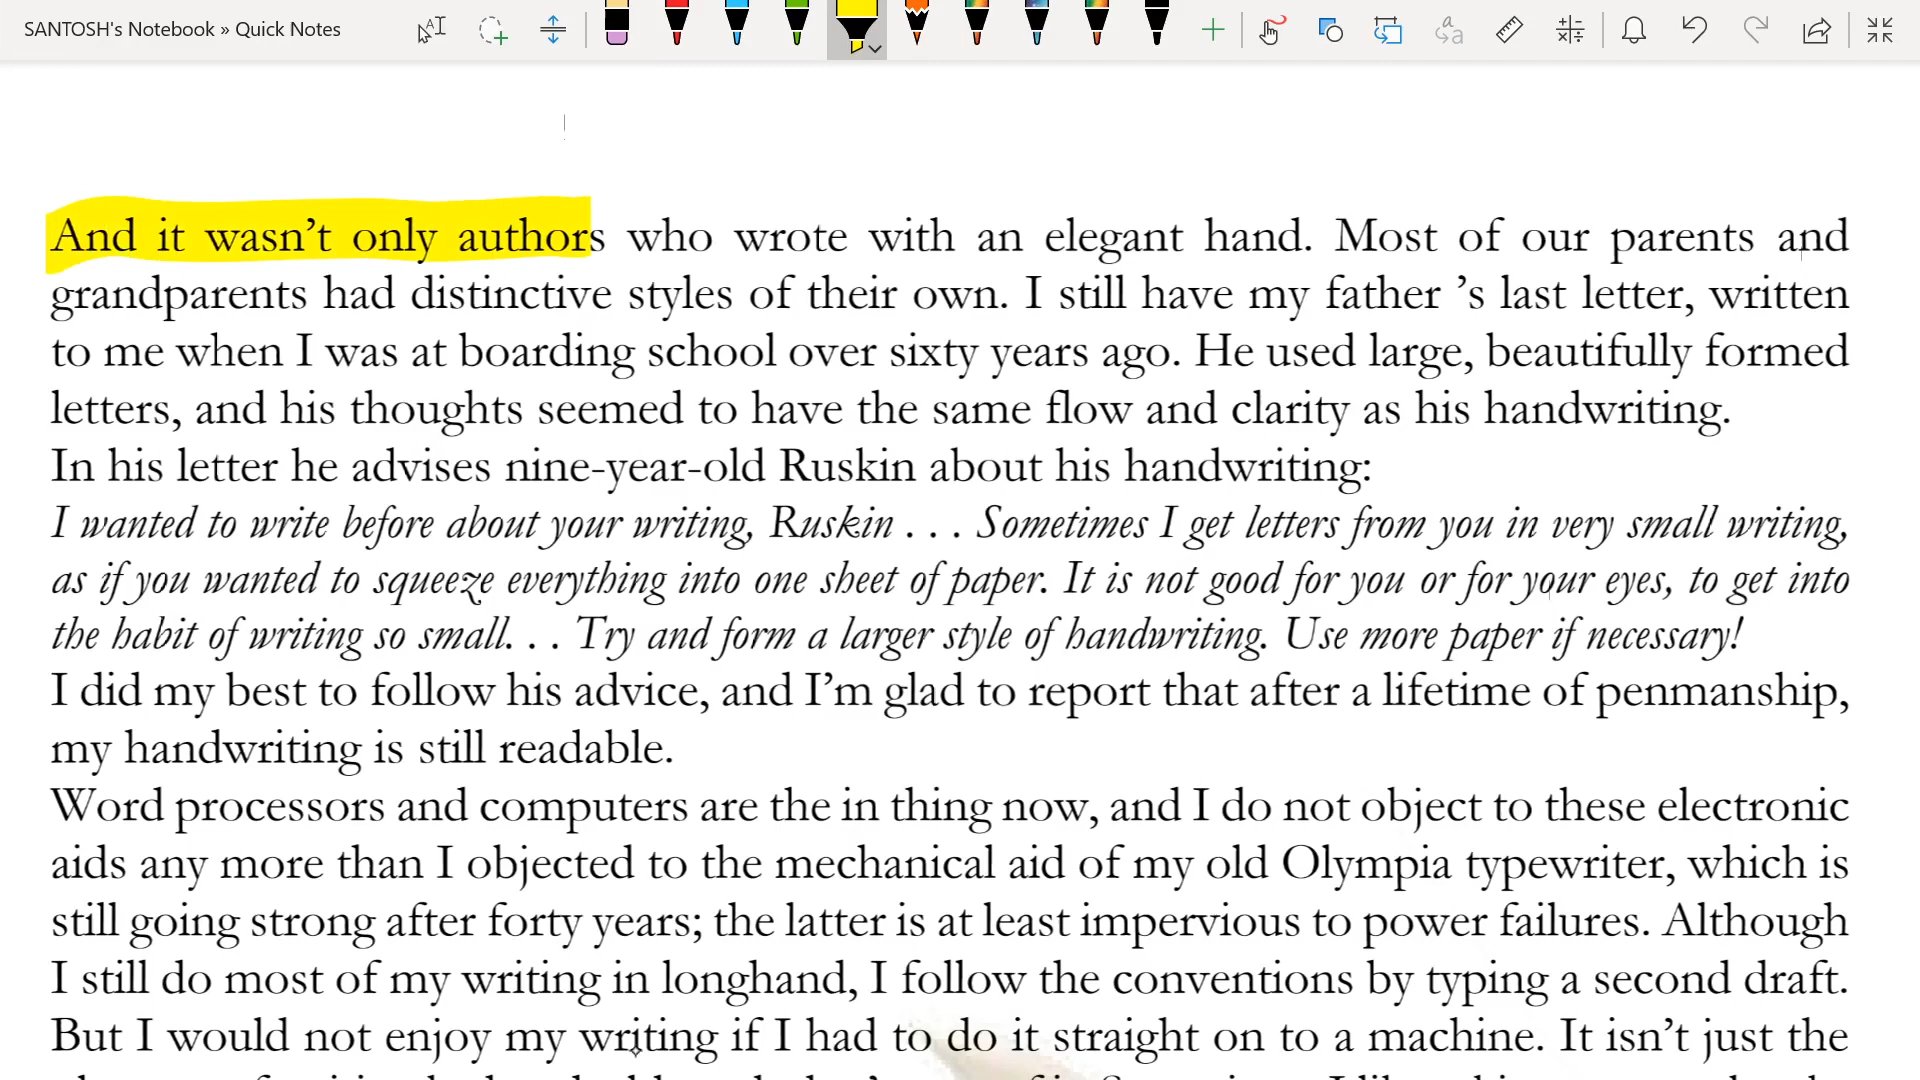 SANTOSH's Notebook » Quick Notes
And it wasn’t only authors who wrote with an elegant hand. Most of our parents and
grandparents had distinctive styles of their own. I still have my father ’s last letter, written
to me when I was at boarding school over sixty years ago. He used large, beautifully formed
letters, and his thoughts seemed to have the same flow and clarity as his handwriting.
In his letter he advises nine-year-old Ruskin about his handwriting:
I wanted to write before about your writing, Ruskin . . . Sometimes I get letters from you in very small writing,
as if you wanted to squeeze everything into one sheet of paper. It is not good for you or for your eyes, to get into
the habit of writing so small. . . Try and form a larger style of handwriting. Use more paper if necessary!
I did my best to follow his advice, and I’m glad to report that after a lifetime of penmanship,
my handwriting is still readable.
Word processors and computers are the in thing now, and I do not object to these electronic
aids any more than I objected to the mechanical aid of my old Olympia typewriter, which is
still going strong after forty years; the latter is at least impervious to power failures. Although
I still do most of my writing in longhand, I follow the conventions by typing a second draft.
But I would not enjoy my writing if I had to do it straight on to a machine. It isn’t just the